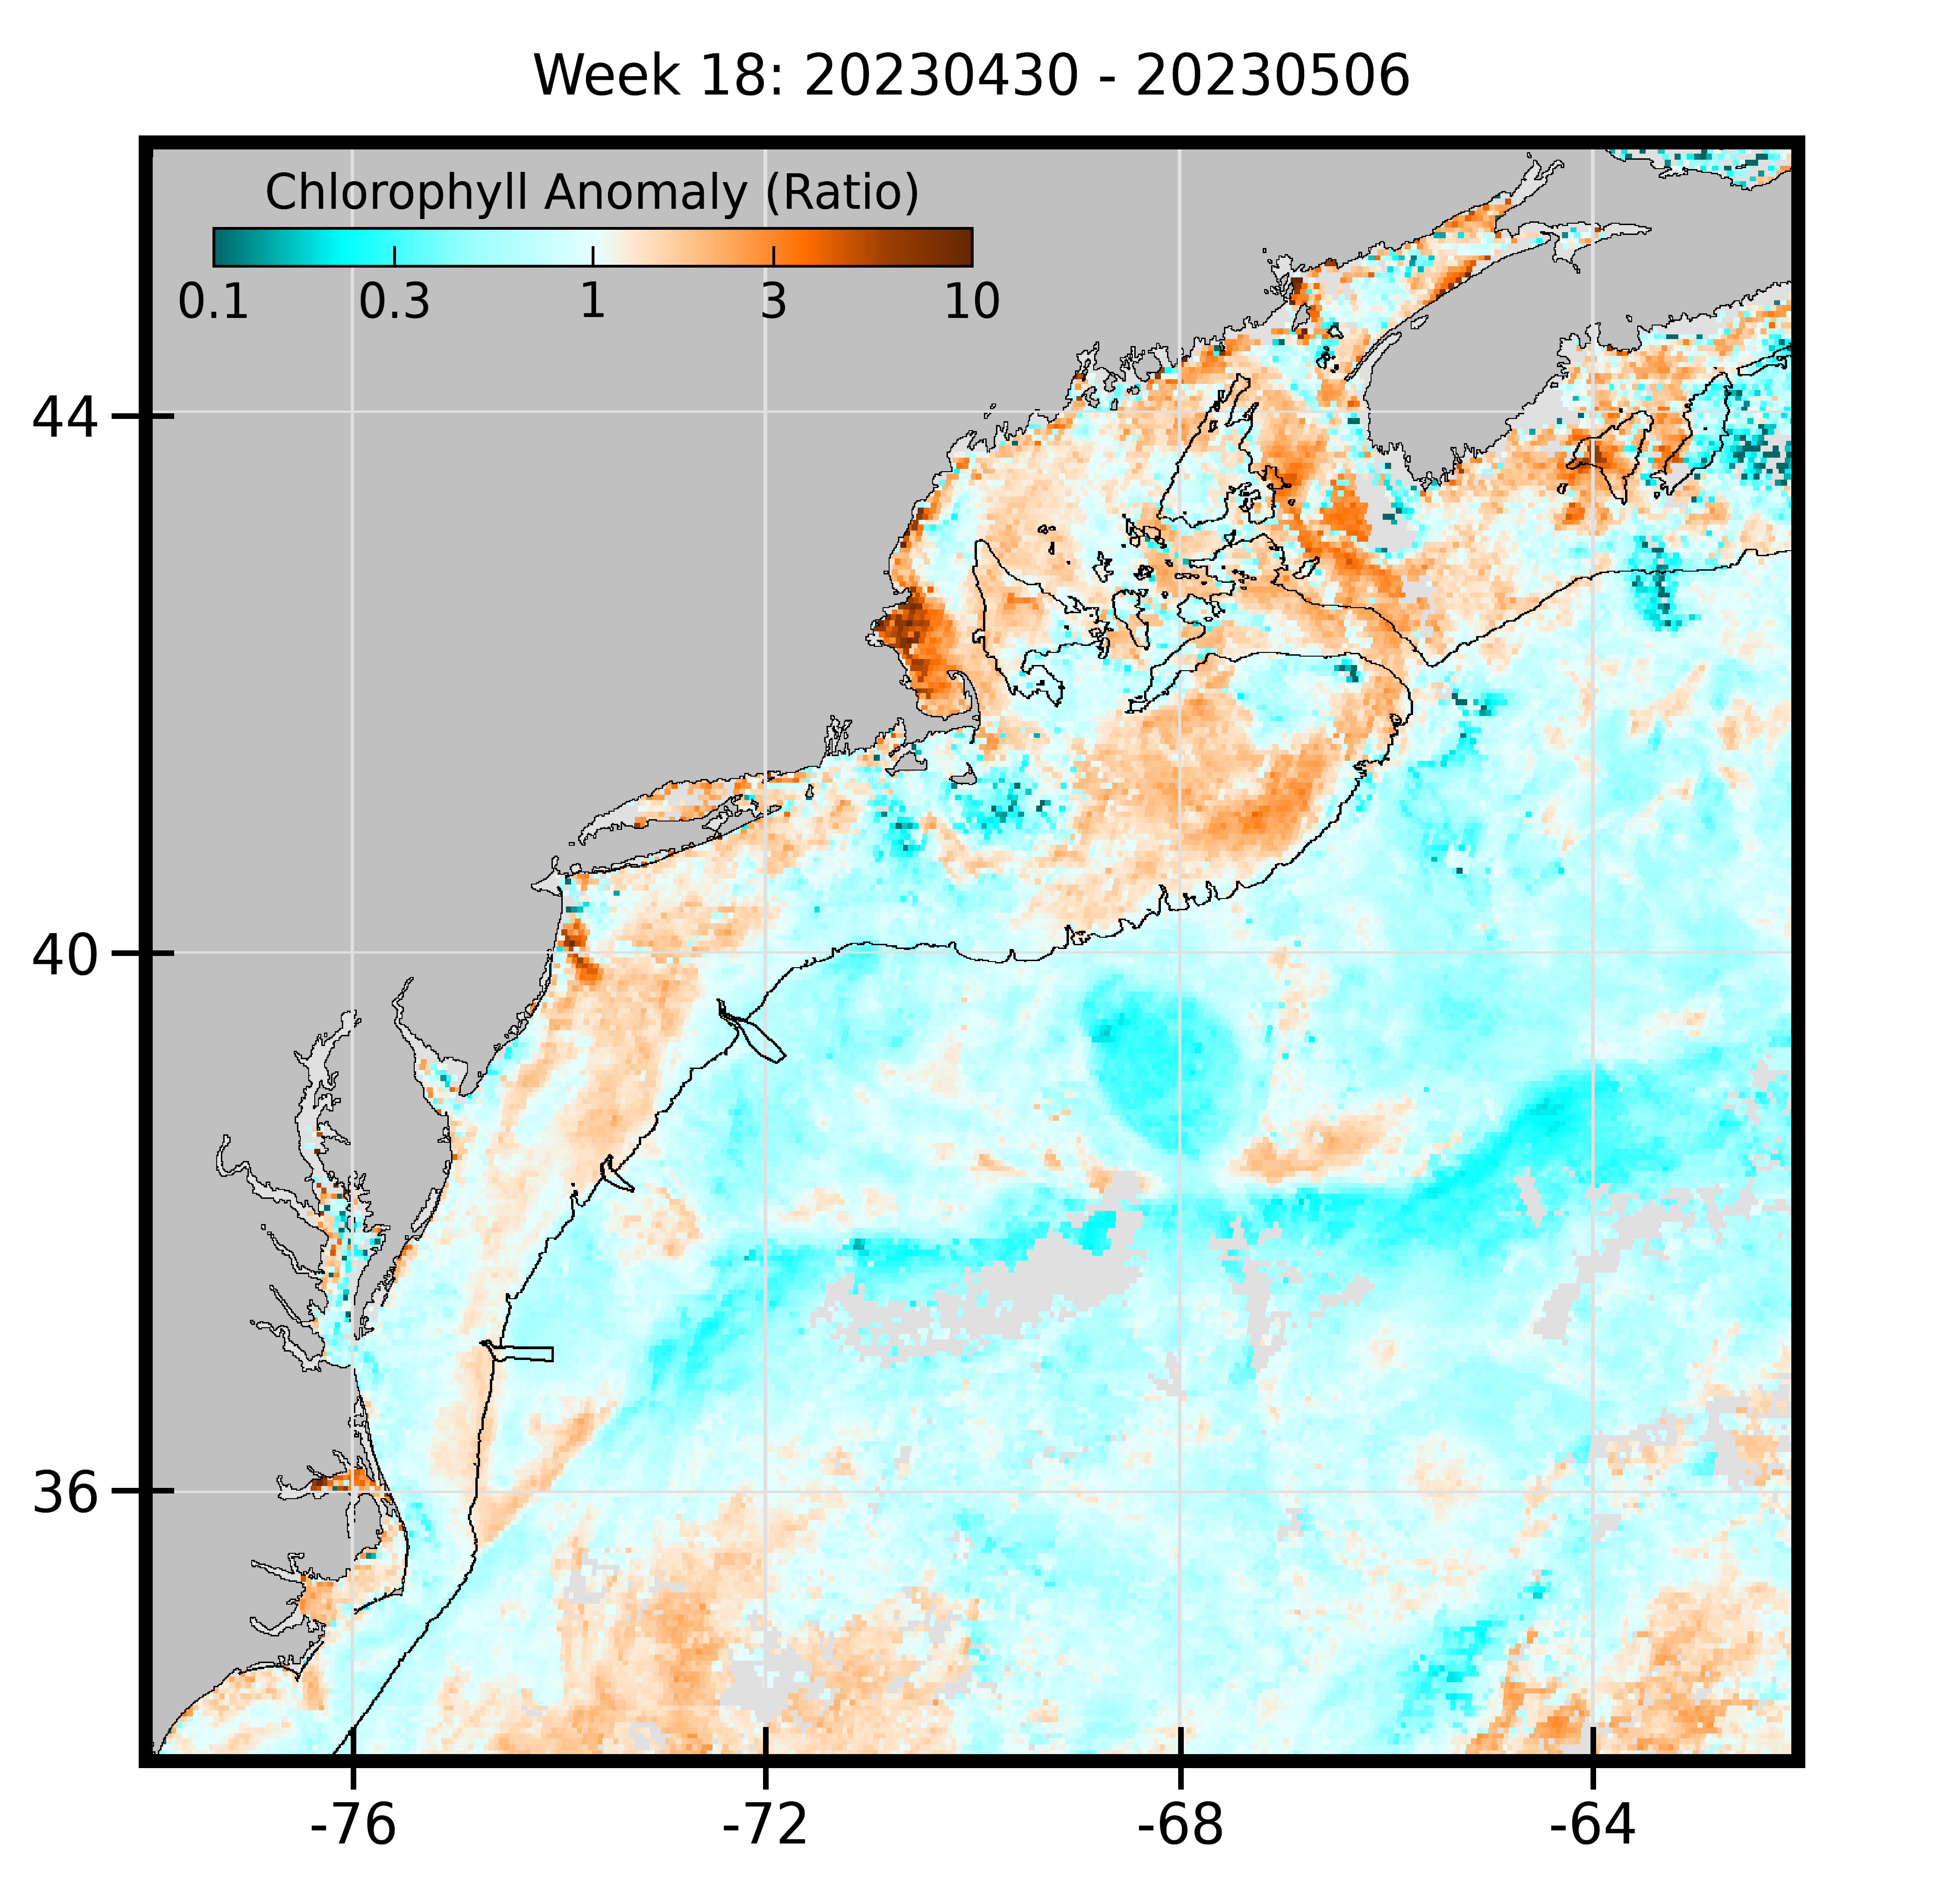 Week 18: 20230430 - 20230506
Chlorophyll Anomaly (Ratio)
0.1 0.3 1 3 10
44
40
36
-76 -72 -68 -64